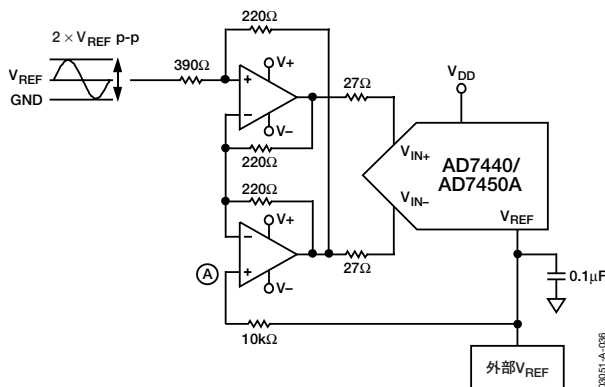 2 × VREF p-p
VREF
GND
390Ω
220Ω
V+
+
−
V−
220Ω
220Ω
V+
−
+
V−
A
10kΩ
27Ω
27Ω
VDD
VIN+
VIN−
AD7440/
AD7450A
VREF
0.1µF
外部VREF
03051-A-036